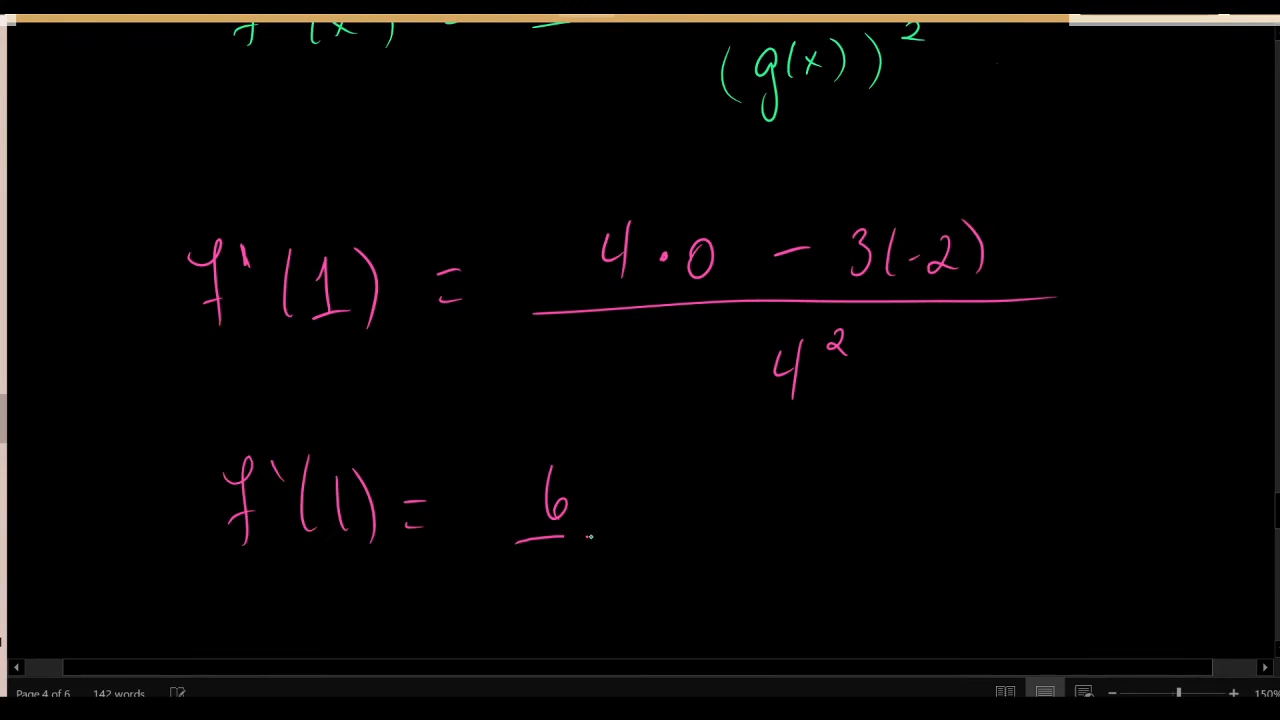 f'(x) =
(g(x))²
f'(1) = 4 · 0 - 3(-2)
4²
f'(1) = 6
Page 4 of 6 142 words 150%